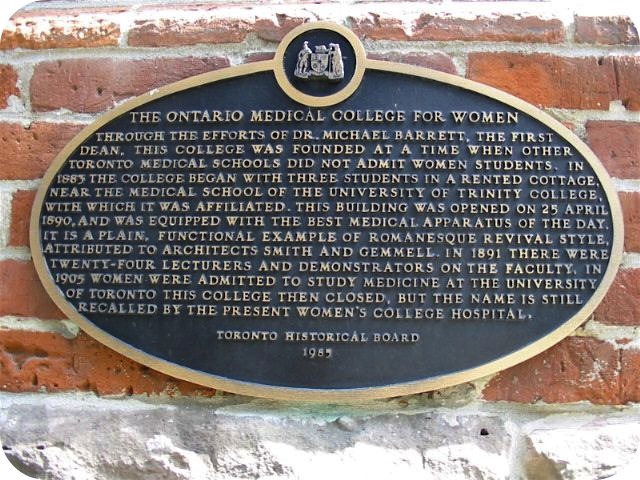 THE ONTARIO MEDICAL COLLEGE FOR WOMEN
THROUGH THE EFFORTS OF DR. MICHAEL BARRETT, THE FIRST
DEAN, THIS COLLEGE WAS FOUNDED AT A TIME WHEN OTHER
TORONTO MEDICAL SCHOOLS DID NOT ADMIT WOMEN STUDENTS. IN
1883 THE COLLEGE BEGAN WITH THREE STUDENTS IN A RENTED COTTAGE,
NEAR THE MEDICAL SCHOOL OF THE UNIVERSITY OF TRINITY COLLEGE,
WITH WHICH IT WAS AFFILIATED. THIS BUILDING WAS OPENED ON 25 APRIL
1890, AND WAS EQUIPPED WITH THE BEST MEDICAL APPARATUS OF THE DAY.
IT IS A PLAIN, FUNCTIONAL EXAMPLE OF ROMANESQUE REVIVAL STYLE,
ATTRIBUTED TO ARCHITECTS SMITH AND GEMMELL. IN 1891 THERE WERE
TWENTY-FOUR LECTURERS AND DEMONSTRATORS ON THE FACULTY. IN
1905 WOMEN WERE ADMITTED TO STUDY MEDICINE AT THE UNIVERSITY
OF TORONTO THIS COLLEGE THEN CLOSED, BUT THE NAME IS STILL
RECALLED BY THE PRESENT WOMEN'S COLLEGE HOSPITAL.
TORONTO HISTORICAL BOARD
1985